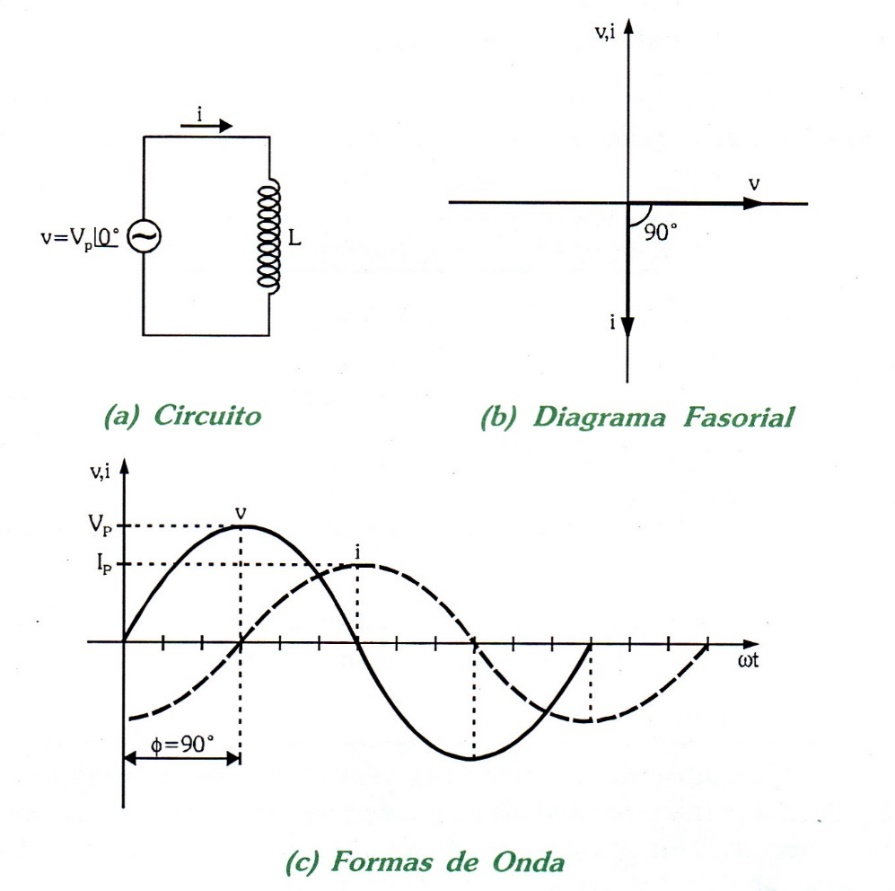 v,i
i
v=Vp|0°
L
v
90°
i
(a) Circuito
(b) Diagrama Fasorial
v,i
VP
v
IP
i
ωt
ϕ=90°
(c) Formas de Onda